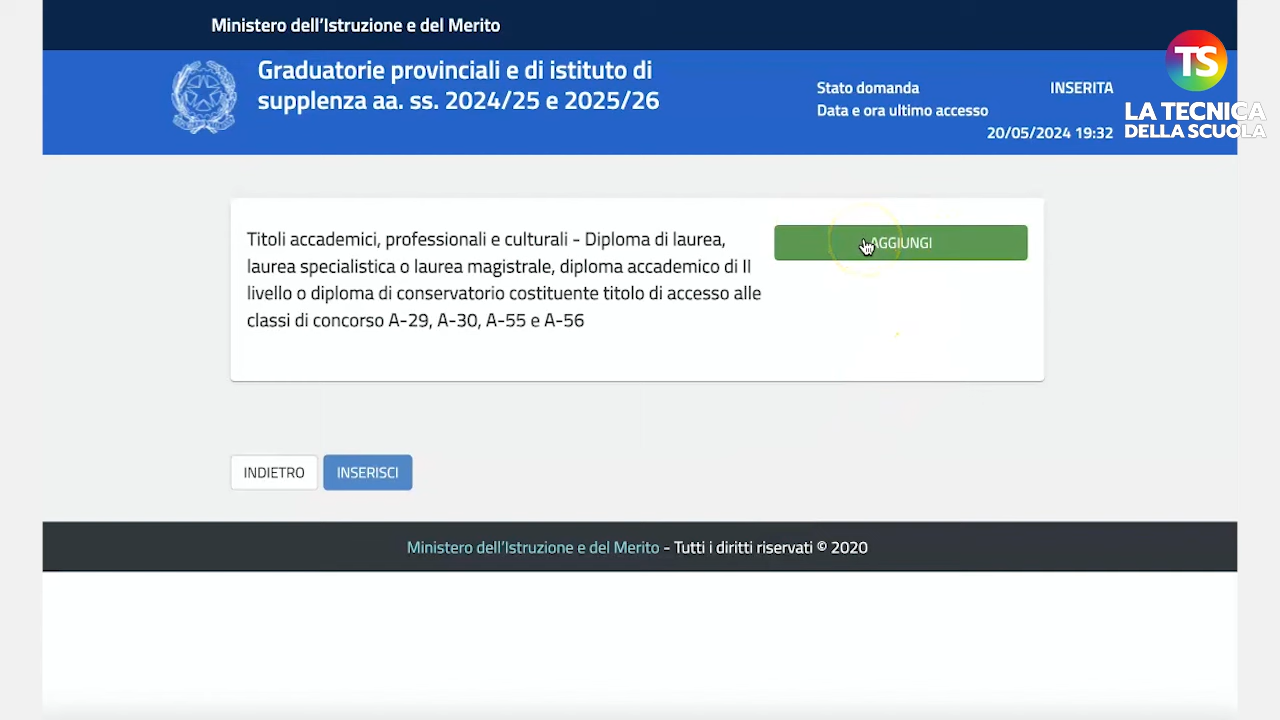 Ministero dell'Istruzione e del Merito
Graduatorie provinciali e di istituto di
supplenza aa. ss. 2024/25 e 2025/26
Stato domanda INSERITA
Data e ora ultimo accesso
20/05/2024 19:32
TS
LA TECNICA
DELLA SCUOLA
Titoli accademici, professionali e culturali - Diploma di laurea,
laurea specialistica o laurea magistrale, diploma accademico di II
livello o diploma di conservatorio costituente titolo di accesso alle
classi di concorso A-29, A-30, A-55 e A-56
AGGIUNGI
INDIETRO INSERISCI
Ministero dell'Istruzione e del Merito - Tutti i diritti riservati © 2020